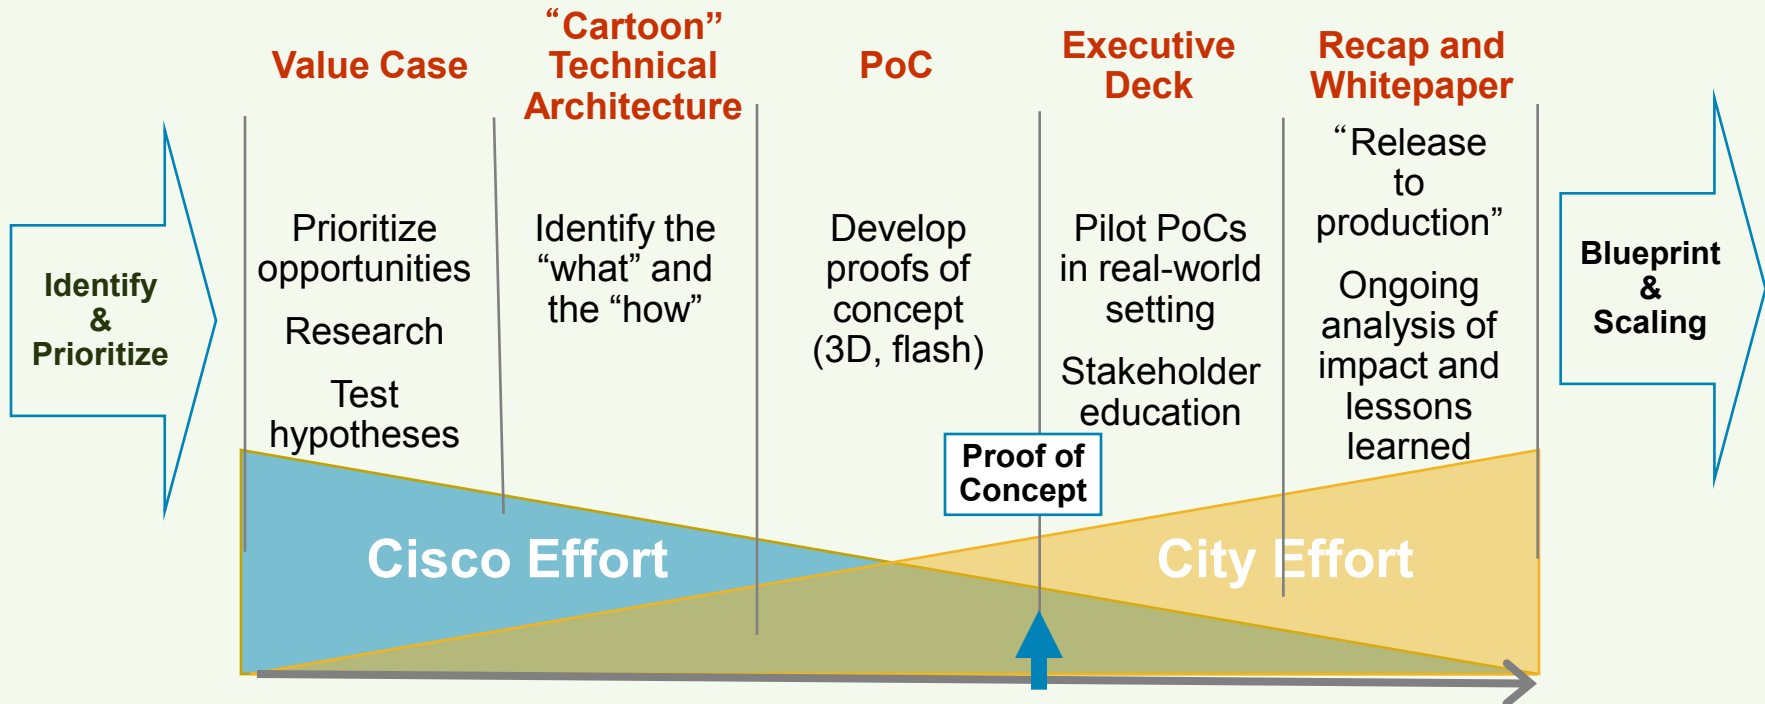 Identify
&
Prioritize
Value Case
Prioritize
opportunities
Research
Test
hypotheses
“Cartoon”
Technical
Architecture
Identify the
“what” and
the “how”
PoC
Develop
proofs of
concept
(3D, flash)
Executive
Deck
Pilot PoCs
in real-world
setting
Stakeholder
education
Recap and
Whitepaper
“Release
to
production”
Ongoing
analysis of
impact and
lessons
learned
Blueprint
&
Scaling
Proof of
Concept
Cisco Effort
City Effort